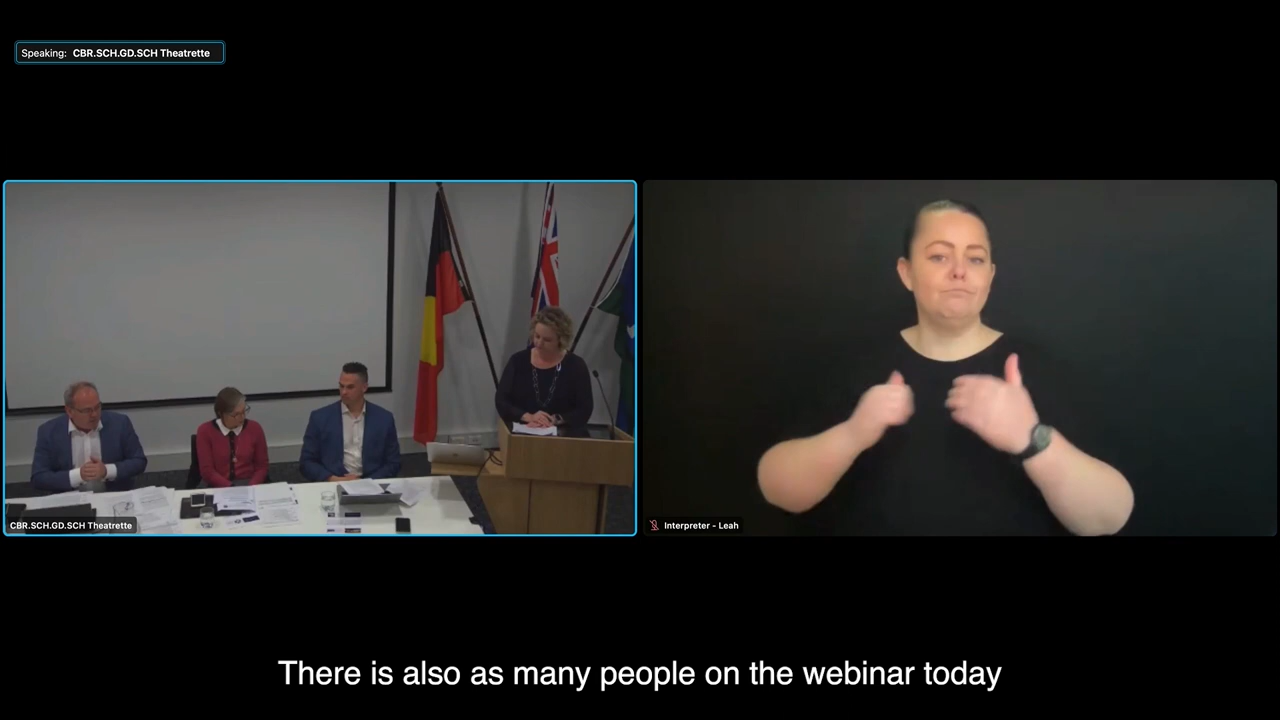 Speaking: CBR.SCH.GD.SCH Theatrette
CBR.SCH.GD.SCH Theatrette
Interpreter - Leah
There is also as many people on the webinar today